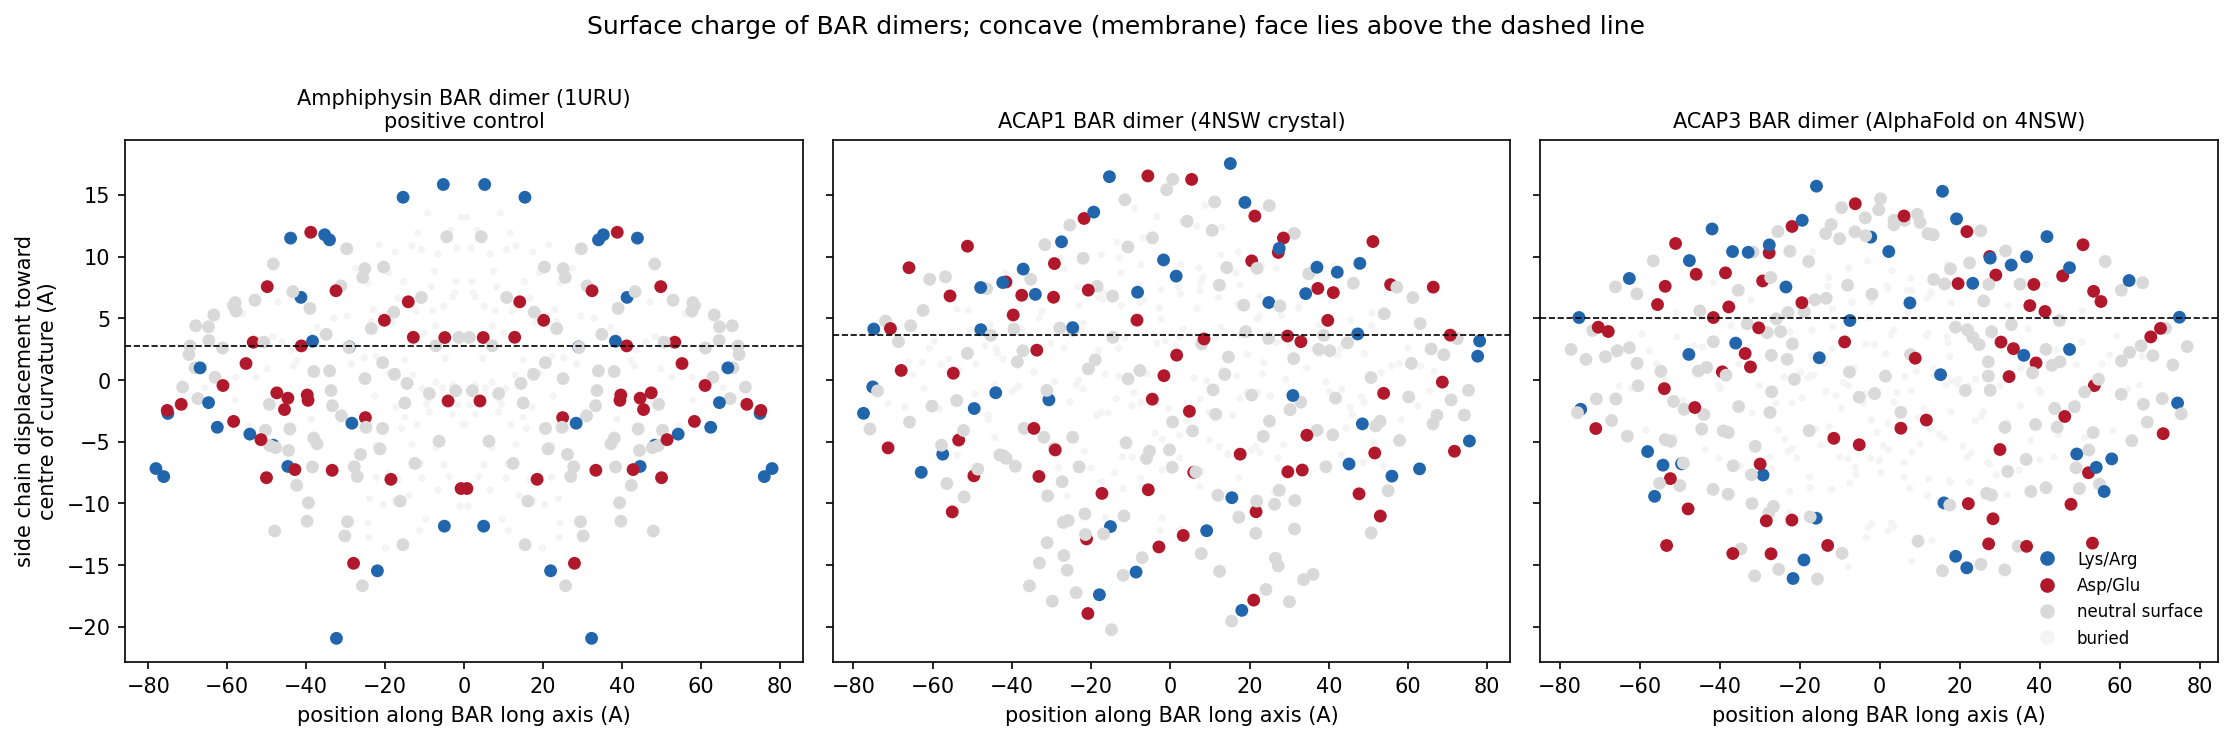 Surface charge of BAR dimers; concave (membrane) face lies above the dashed line
Amphiphysin BAR dimer (1URU)
positive control
ACAP1 BAR dimer (4NSW crystal)
ACAP3 BAR dimer (AlphaFold on 4NSW)
side chain displacement toward
centre of curvature (A)
15
10
5
0
−5
−10
−15
−20
Lys/Arg
Asp/Glu
neutral surface
buried
−80 −60 −40 −20 0 20 40 60 80
−80 −60 −40 −20 0 20 40 60 80
−80 −60 −40 −20 0 20 40 60 80
position along BAR long axis (A)
position along BAR long axis (A)
position along BAR long axis (A)